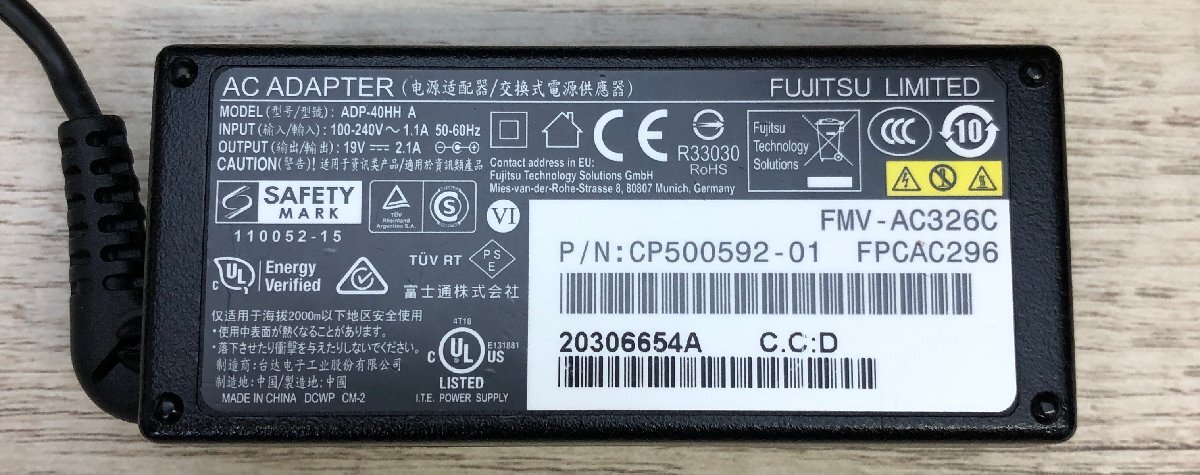 AC ADAPTER (电源适配器/交換式電源供應器) FUJITSU LIMITED
MODEL (型号/型號) : ADP-40HH A
INPUT (输入/輸入) : 100-240V～ 1.1A 50-60Hz
OUTPUT (输出/輸出) : 19V ⎓ 2.1A
CAUTION (警告)! 适用于资讯类产品/適用於資訊類產品
Contact address in EU:
Fujitsu Technology Solutions GmbH
Mies-van-der-Rohe-Strasse 8, 80807 Munich, Germany
CE
R33030
RoHS
Fujitsu
Technology
Solutions
CCC
10
SAFETY
MARK
110052-15
TÜV
Rheinland
Argentina S.A.
S
VI
UL
Energy
Verified
TÜV RT
PS
E
富士通株式会社
仅适用于海拔2000m以下地区安全使用
・使用中表面が熱くなることがあります。
・落下させたり衝撃を与えたりしないでください。
制造商: 台达电子工业股份有限公司
制造地: 中国/製造地: 中國
MADE IN CHINA DCWP CM-2
4T18
E131881
C UL US
LISTED
I.T.E. POWER SUPPLY
FMV-AC326C
P/N:CP500592-01 FPCAC296
20306654A C.C:D